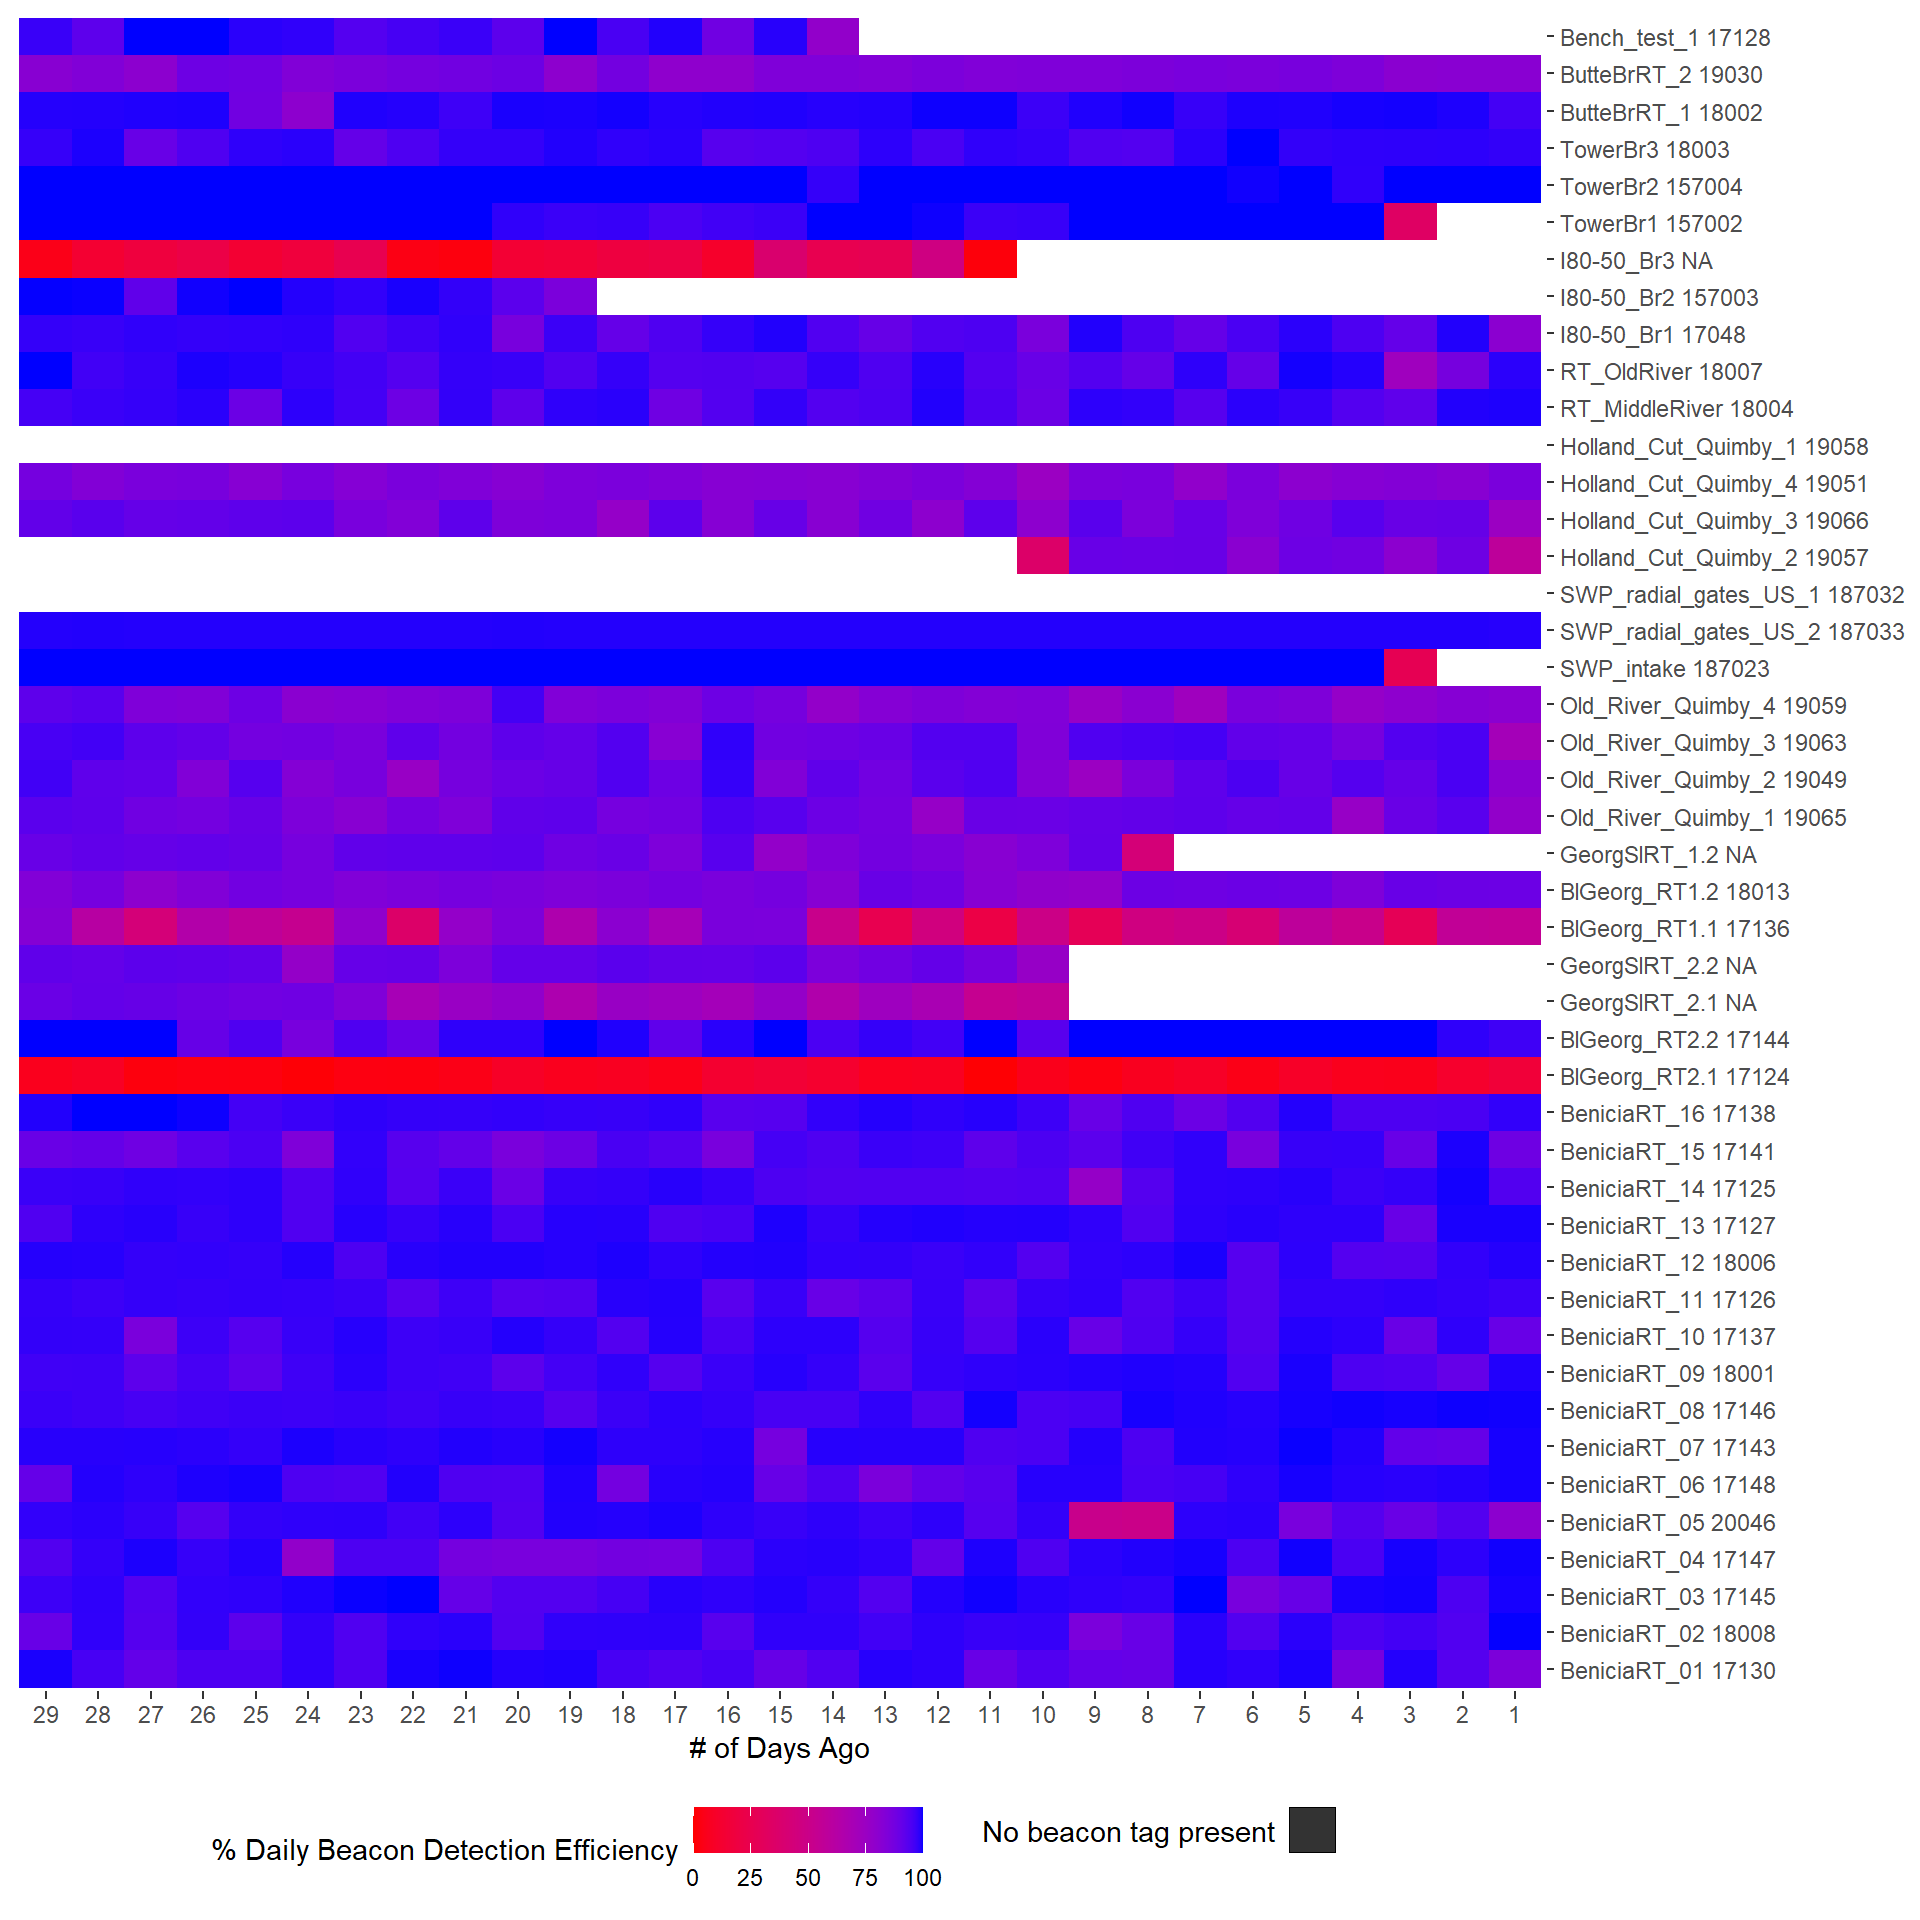 Bench_test_1 17128
ButteBrRT_2 19030
ButteBrRT_1 18002
TowerBr3 18003
TowerBr2 157004
TowerBr1 157002
I80-50_Br3 NA
I80-50_Br2 157003
I80-50_Br1 17048
RT_OldRiver 18007
RT_MiddleRiver 18004
Holland_Cut_Quimby_1 19058
Holland_Cut_Quimby_4 19051
Holland_Cut_Quimby_3 19066
Holland_Cut_Quimby_2 19057
SWP_radial_gates_US_1 187032
SWP_radial_gates_US_2 187033
SWP_intake 187023
Old_River_Quimby_4 19059
Old_River_Quimby_3 19063
Old_River_Quimby_2 19049
Old_River_Quimby_1 19065
GeorgSlRT_1.2 NA
BlGeorg_RT1.2 18013
BlGeorg_RT1.1 17136
GeorgSlRT_2.2 NA
GeorgSlRT_2.1 NA
BlGeorg_RT2.2 17144
BlGeorg_RT2.1 17124
BeniciaRT_16 17138
BeniciaRT_15 17141
BeniciaRT_14 17125
BeniciaRT_13 17127
BeniciaRT_12 18006
BeniciaRT_11 17126
BeniciaRT_10 17137
BeniciaRT_09 18001
BeniciaRT_08 17146
BeniciaRT_07 17143
BeniciaRT_06 17148
BeniciaRT_05 20046
BeniciaRT_04 17147
BeniciaRT_03 17145
BeniciaRT_02 18008
BeniciaRT_01 17130
29 28 27 26 25 24 23 22 21 20 19 18 17 16 15 14 13 12 11 10 9 8 7 6 5 4 3 2 1
# of Days Ago
% Daily Beacon Detection Efficiency
0 25 50 75 100
No beacon tag present